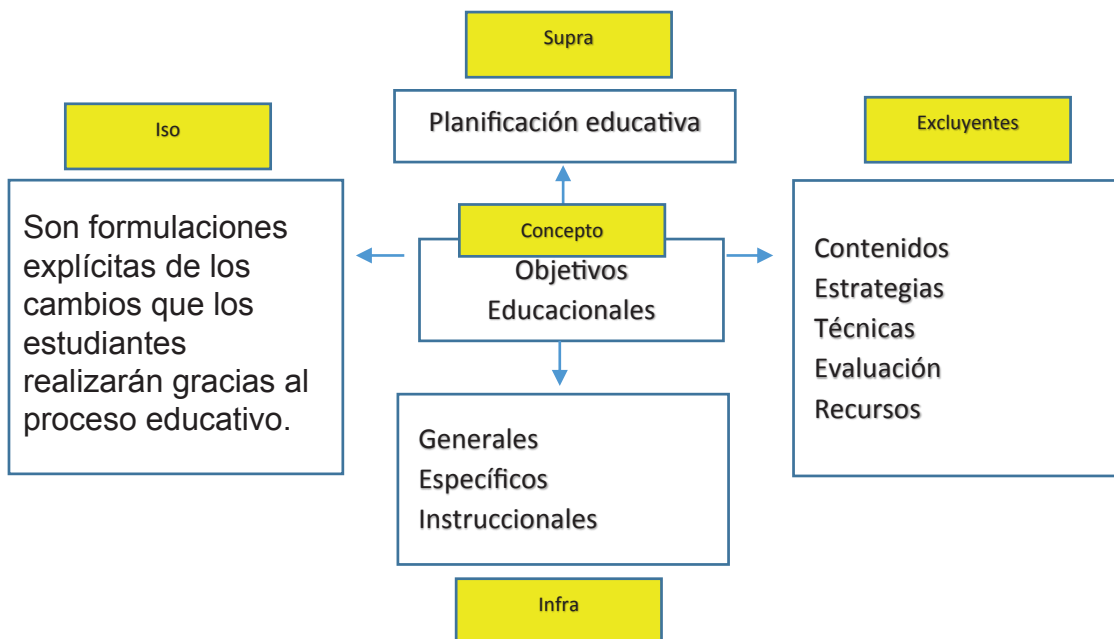 Supra
Planificación educativa
Iso
Son formulaciones
explícitas de los
cambios que los
estudiantes
realizarán gracias al
proceso educativo.
Concepto
Objetivos
Educacionales
Excluyentes
Contenidos
Estrategias
Técnicas
Evaluación
Recursos
Generales
Específicos
Instruccionales
Infra